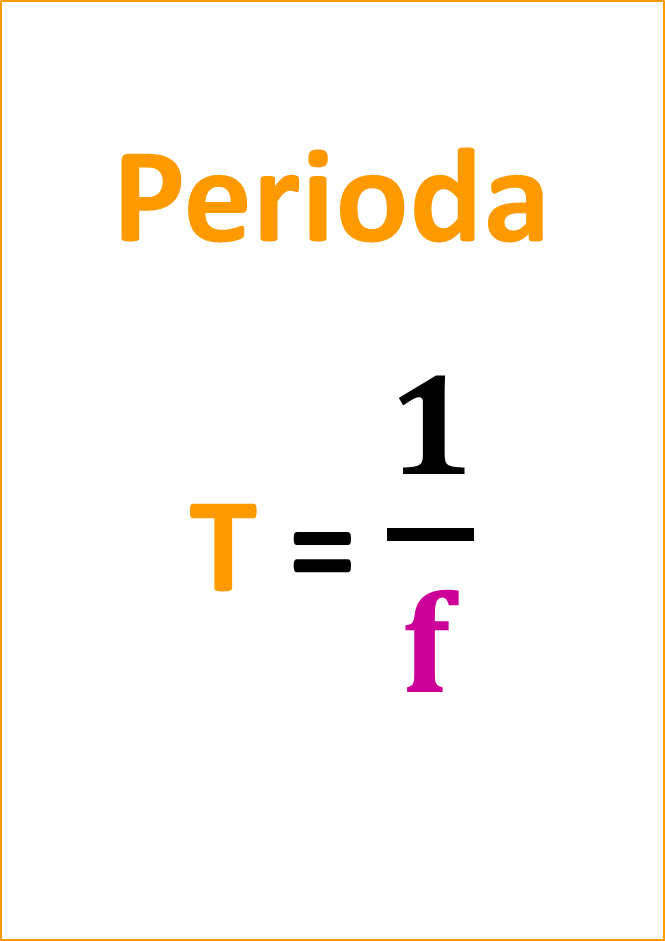 Perioda
T = 1/f